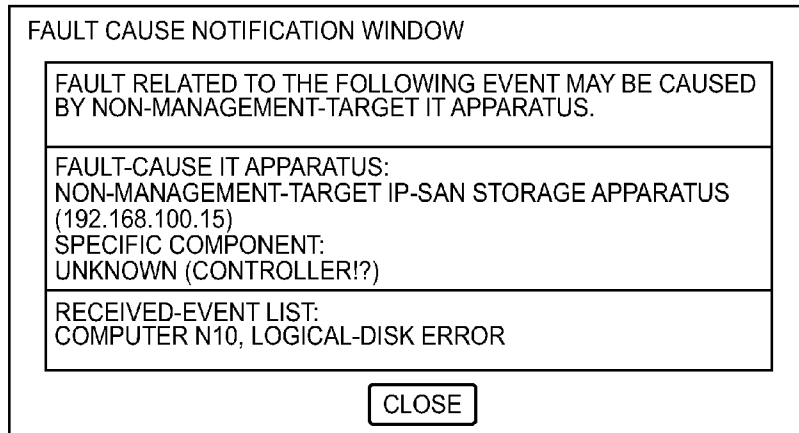 FAULT CAUSE NOTIFICATION WINDOW
FAULT RELATED TO THE FOLLOWING EVENT MAY BE CAUSED
BY NON-MANAGEMENT-TARGET IT APPARATUS.
FAULT-CAUSE IT APPARATUS:
NON-MANAGEMENT-TARGET IP-SAN STORAGE APPARATUS
(192.168.100.15)
SPECIFIC COMPONENT:
UNKNOWN (CONTROLLER!?)
RECEIVED-EVENT LIST:
COMPUTER N10, LOGICAL-DISK ERROR
CLOSE